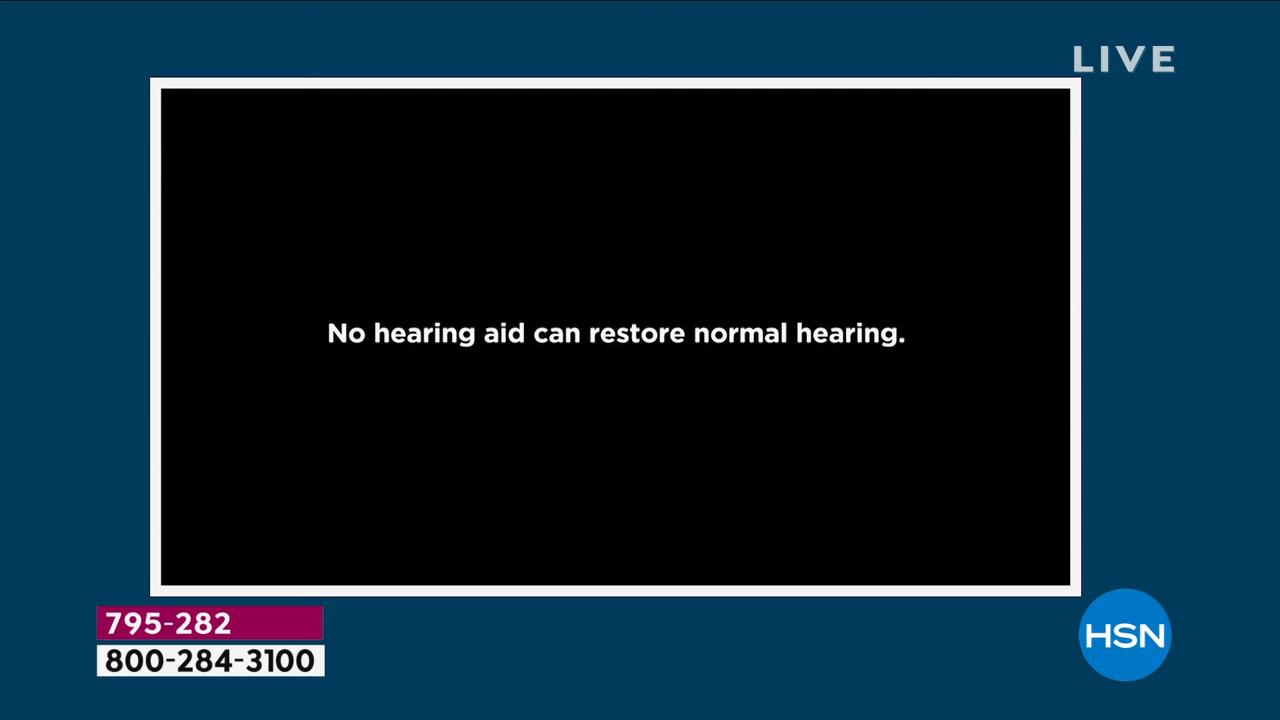 LIVE
No hearing aid can restore normal hearing.
795-282
800-284-3100
HSN